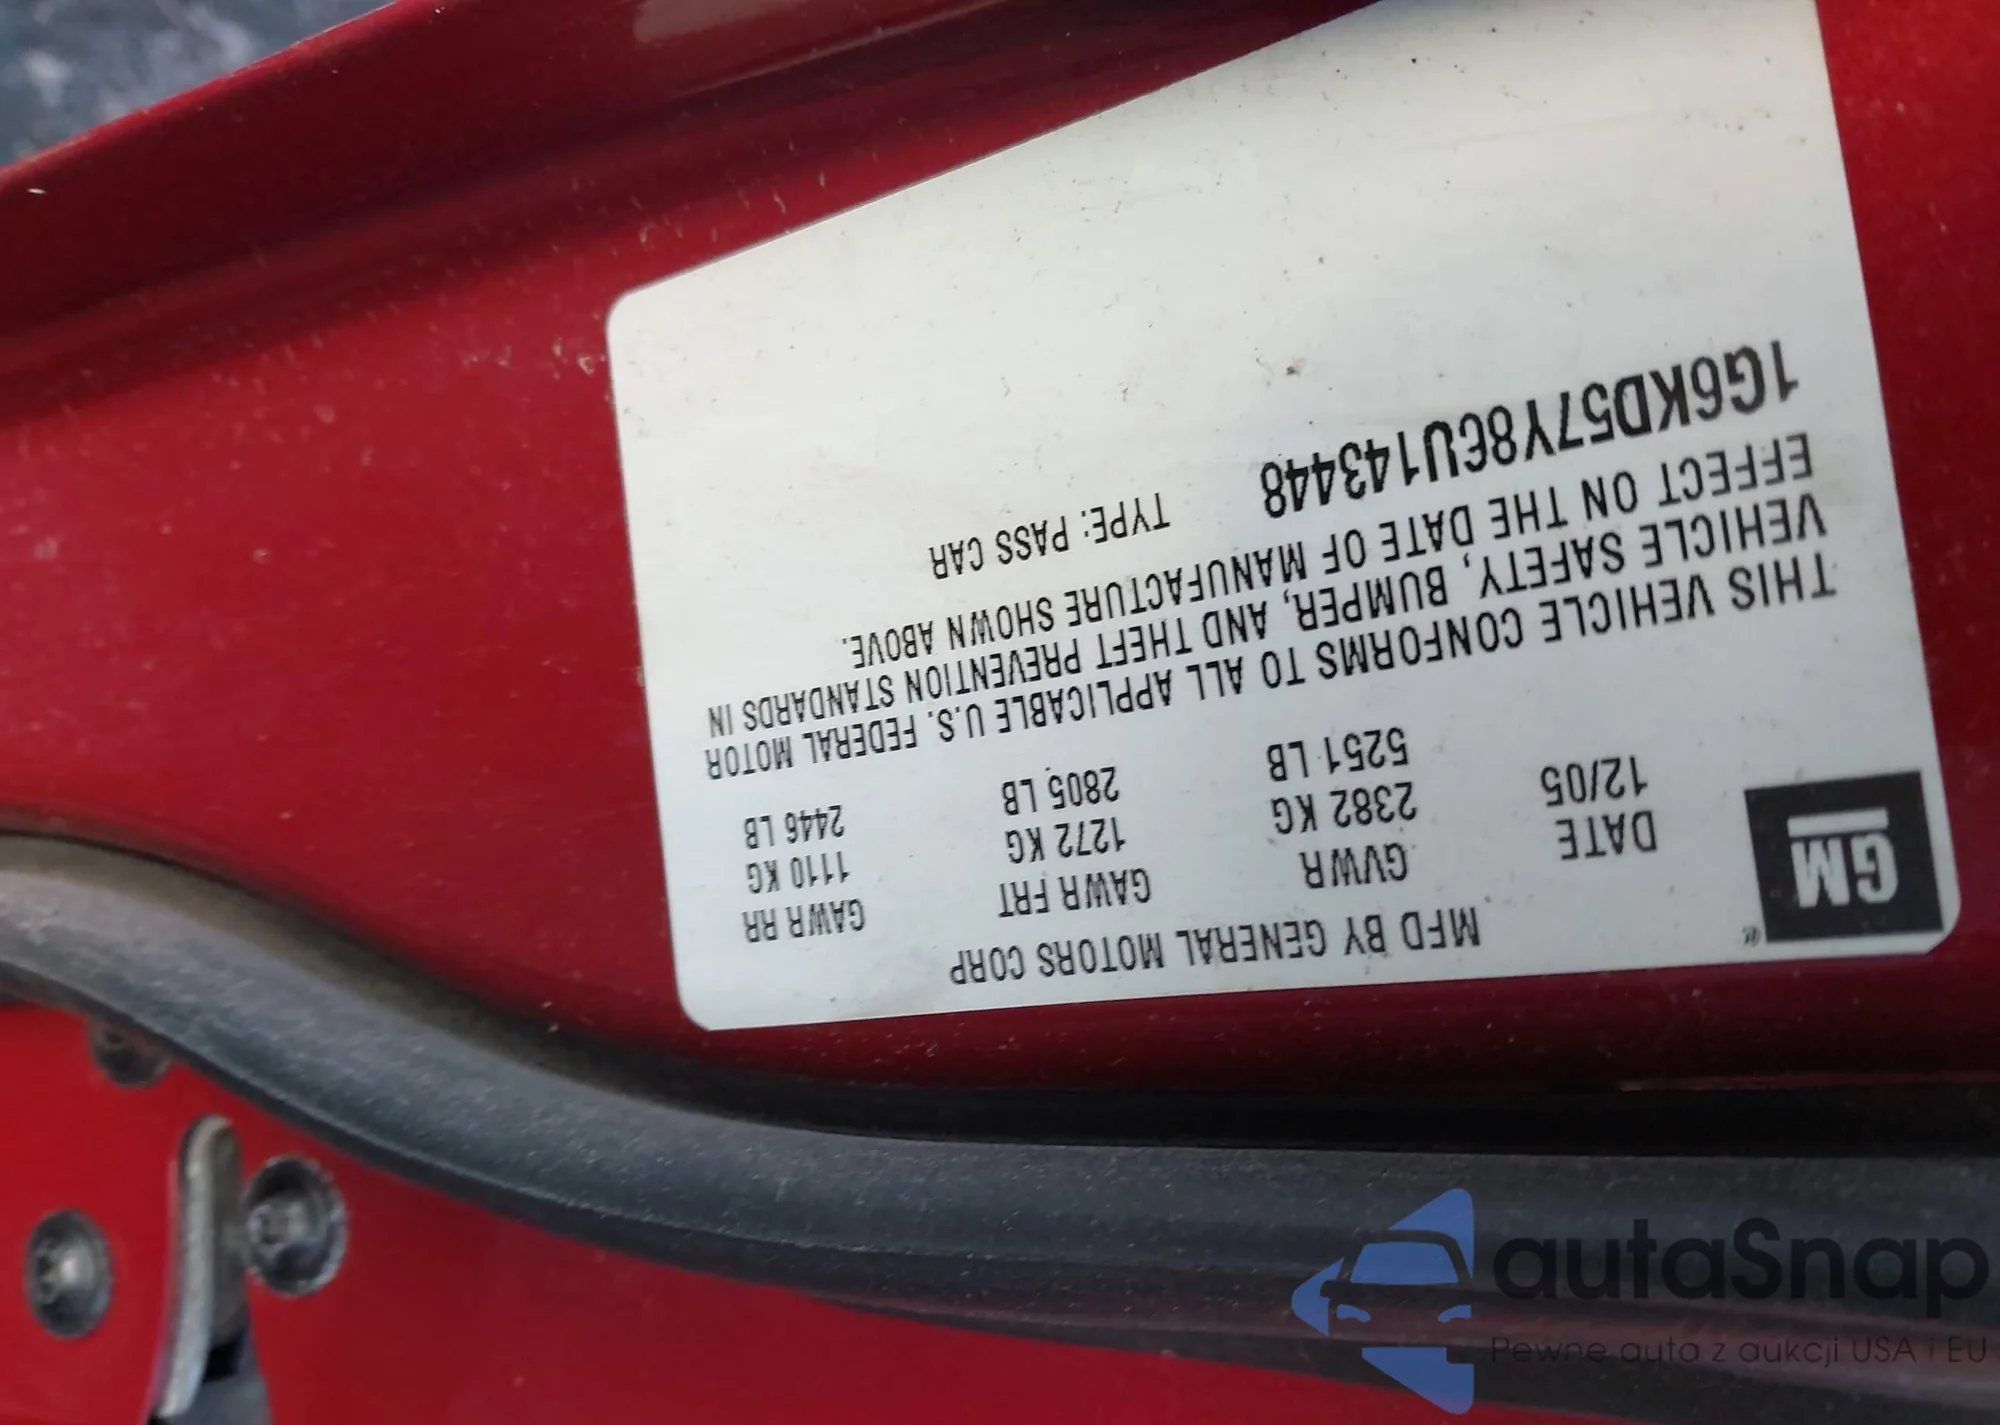 GM ®
MFD BY GENERAL MOTORS CORP
DATE GVWR GAWR FRT GAWR RR
12/05 2382 KG 1272 KG 1110 KG
5251 LB 2805 LB 2446 LB
THIS VEHICLE CONFORMS TO ALL APPLICABLE U.S. FEDERAL MOTOR
VEHICLE SAFETY, BUMPER, AND THEFT PREVENTION STANDARDS IN
EFFECT ON THE DATE OF MANUFACTURE SHOWN ABOVE.
1G6KD57Y86U143448 TYPE: PASS CAR
autaSnap
Pewne auta z aukcji USA i EU